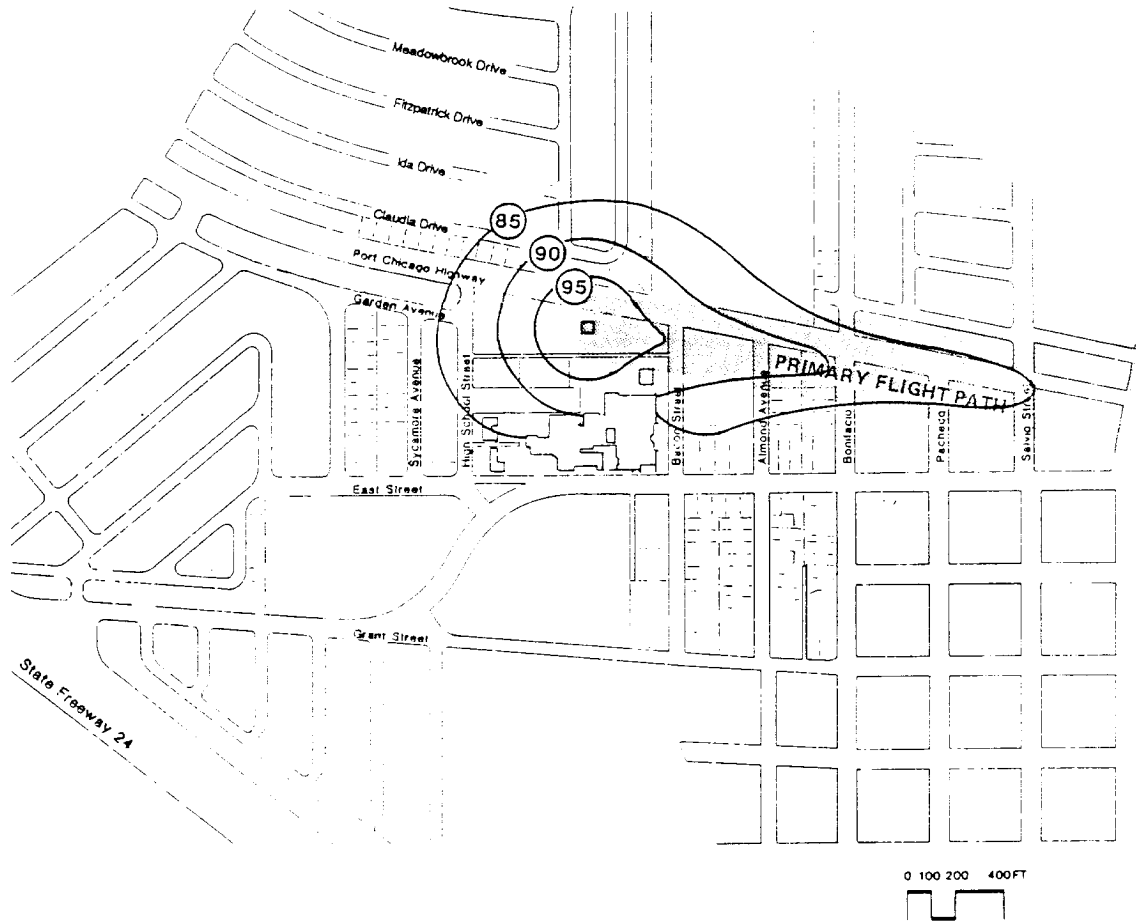 Meadowbrook Drive
Fitzpatrick Drive
Ida Drive
Claudia Drive
85
Port Chicago Highway
90
95
Garden Avenue
PRIMARY FLIGHT PATH
Sycamore Avenue
High School Street
Almond Avenue
Bonifacio
Pacheco
Salvio Street
East Street
Grant Street
State Freeway 24
0 100 200 400 FT